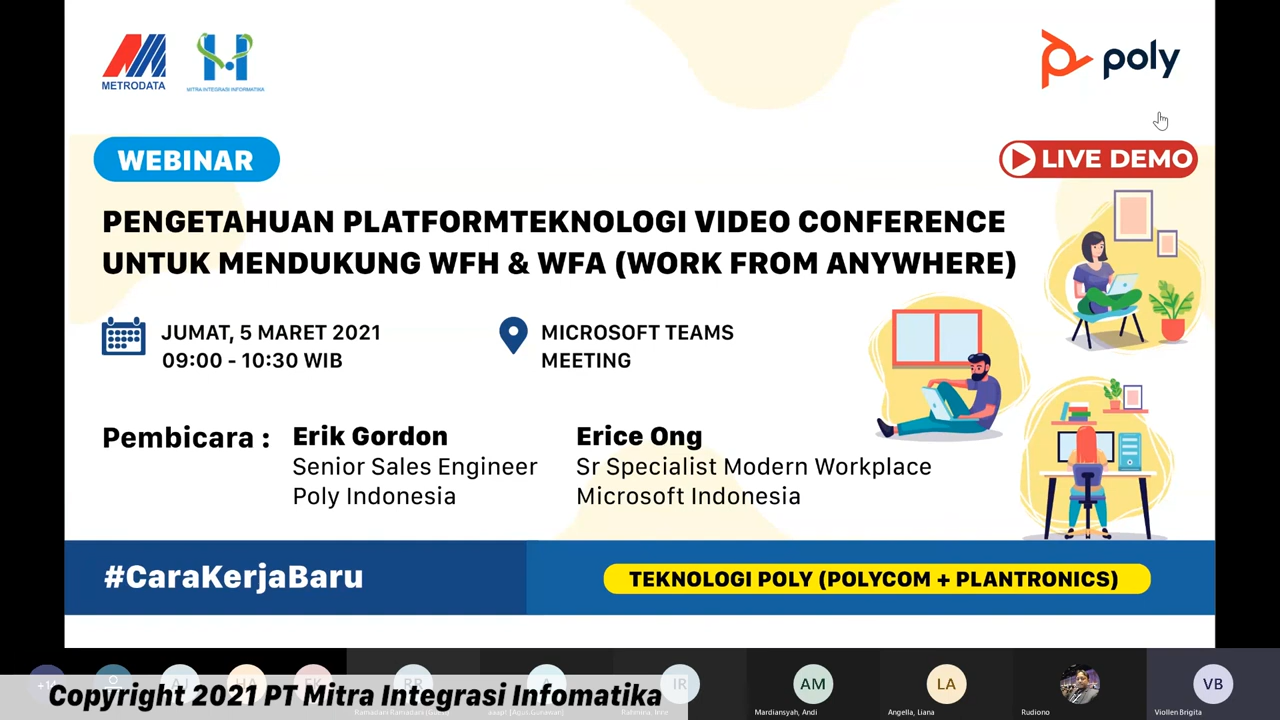 METRODATA
MITRA INTEGRASI INFORMATIKA
poly
WEBINAR
LIVE DEMO
PENGETAHUAN PLATFORMTEKNOLOGI VIDEO CONFERENCE
UNTUK MENDUKUNG WFH & WFA (WORK FROM ANYWHERE)
JUMAT, 5 MARET 2021
09:00 - 10:30 WIB
MICROSOFT TEAMS
MEETING
Pembicara :
Erik Gordon
Senior Sales Engineer
Poly Indonesia
Erice Ong
Sr Specialist Modern Workplace
Microsoft Indonesia
#CaraKerjaBaru
TEKNOLOGI POLY (POLYCOM + PLANTRONICS)
Copyright 2021 PT Mitra Integrasi Infomatika
IR
AM
LA
VB
Mardiansyah, Andi
Angella, Liana
Rudiono
Viollen Brigita